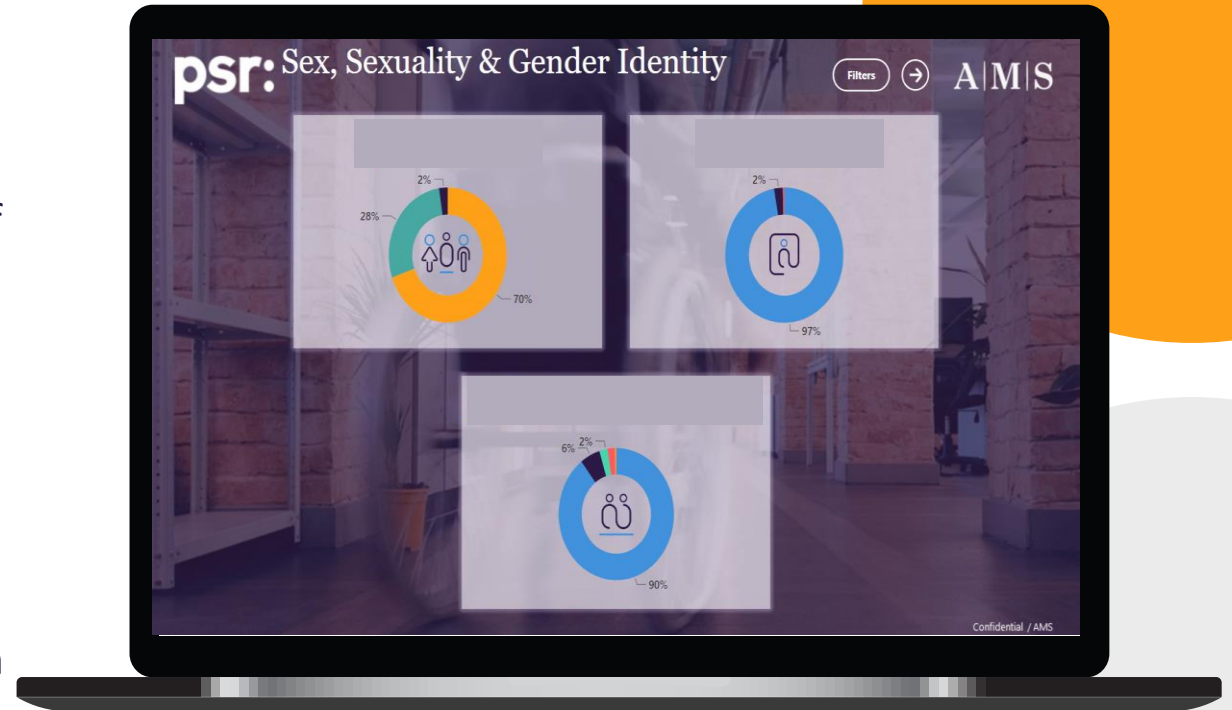 psr: Sex, Sexuality & Gender Identity
Filters
A|M|S
2%
28%
70%
2%
97%
6%
2%
90%
Confidential / AMS